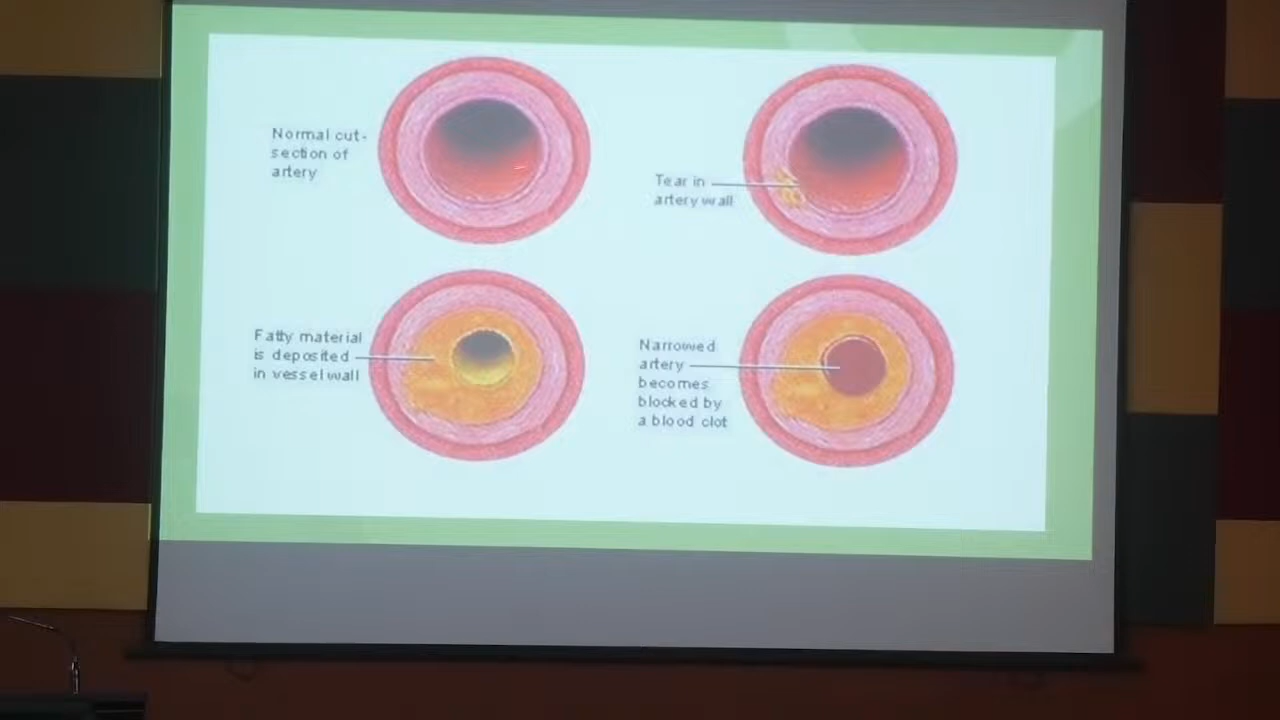 Normal cut-
section of
artery
Tear in
artery wall
Fatty material
is deposited
in vessel wall
Narrowed
artery
becomes
blocked by
a blood clot